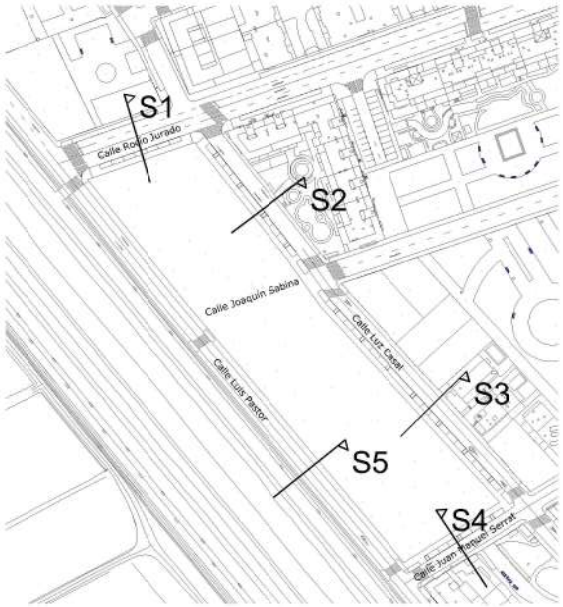 S1
Calle Rocío Jurado
S2
Calle Joaquín Sabina
Calle Luz Casal
Calle Luis Pastor
S3
S5
S4
Calle Juan Manuel Serrat